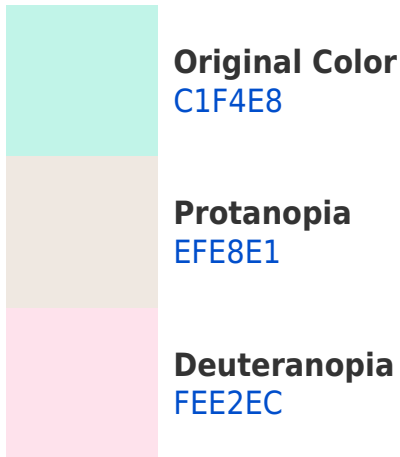 Original Color
C1F4E8
Protanopia
EFE8E1
Deuteranopia
FEE2EC